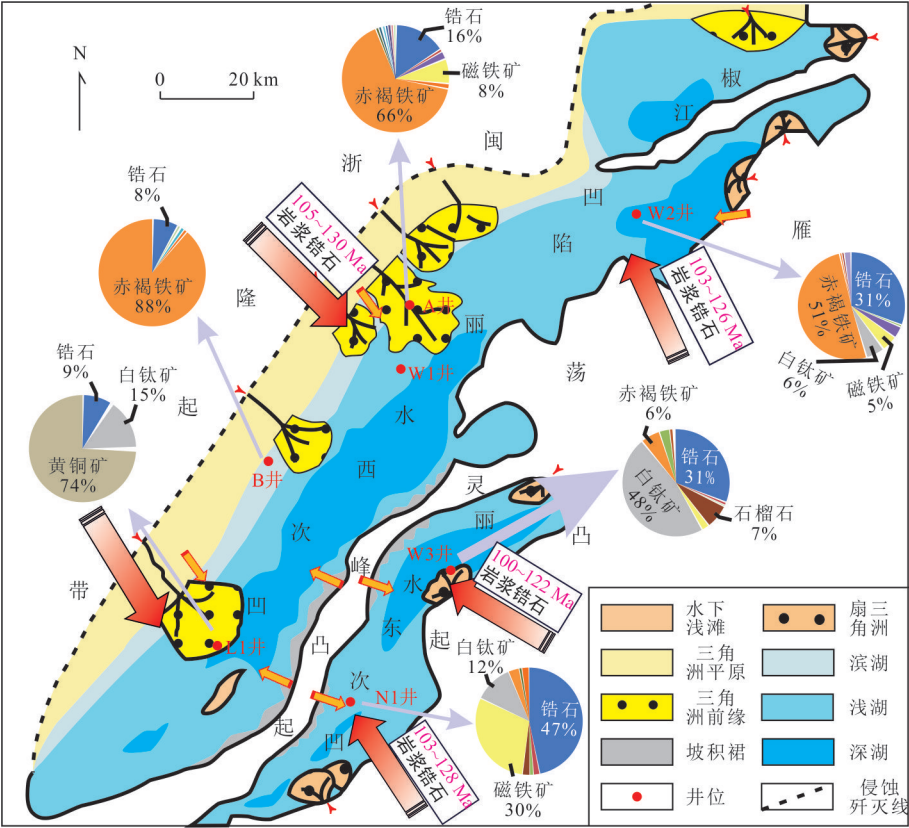 N
0 20 km
锆石
16%
磁铁矿
8%
赤褐铁矿
66%
锆石
8%
赤褐铁矿
88%
锆石
9%
白钛矿
15%
黄铜矿
74%
锆石
31%
赤褐铁矿
51%
白钛矿
6%
磁铁矿
5%
赤褐铁矿
6%
锆石
31%
白钛矿
48%
石榴石
7%
白钛矿
12%
锆石
47%
磁铁矿
30%
105~130 Ma
岩浆锆石
103~126 Ma
岩浆锆石
100~122 Ma
岩浆锆石
103~128 Ma
岩浆锆石
A井
W1井
W2井
B井
W3井
L1井
N1井
浙
闽
隆
起
带
椒
江
凹
陷
丽
水
西
次
凹
雁
荡
凸
起
灵
峰
凸
起
丽
水
东
次
凹
水下
浅滩
扇三
角洲
三角
洲平原
滨湖
三角
洲前缘
浅湖
坡积裙
深湖
井位
侵蚀
歼灭线